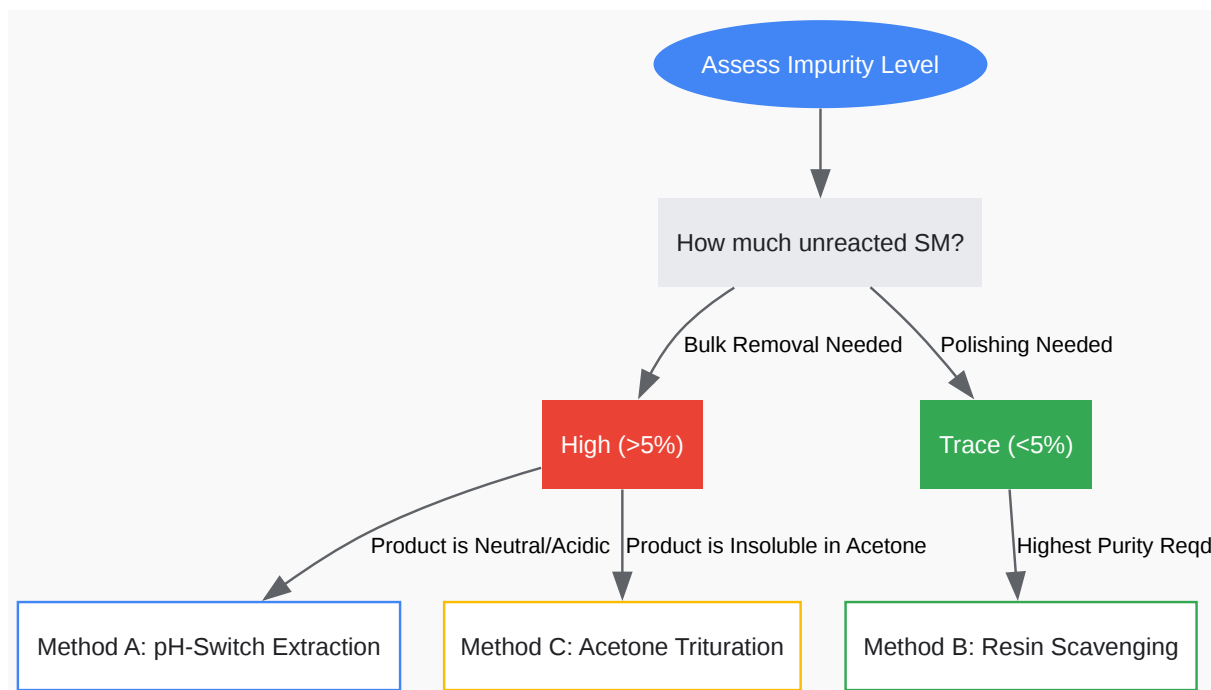 Assess Impurity Level
How much unreacted SM?
Bulk Removal Needed
Polishing Needed
High (>5%)
Trace (<5%)
Product is Neutral/Acidic
Product is Insoluble in Acetone
Highest Purity Reqd
Method A: pH-Switch Extraction
Method C: Acetone Trituration
Method B: Resin Scavenging